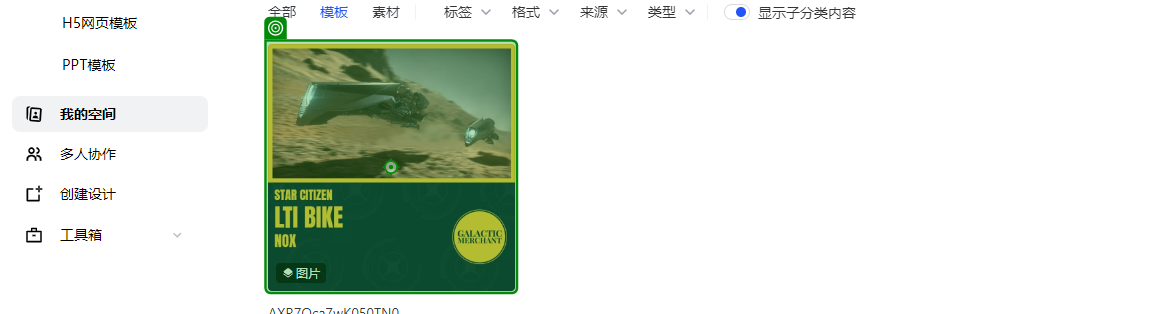 H5网页模板
PPT模板
我的空间
多人协作
创建设计
工具箱
全部 模板 素材 标签 格式 来源 类型 显示子分类内容
STAR CITIZEN
LTI BIKE
NOX
GALACTIC
MERCHANT
图片